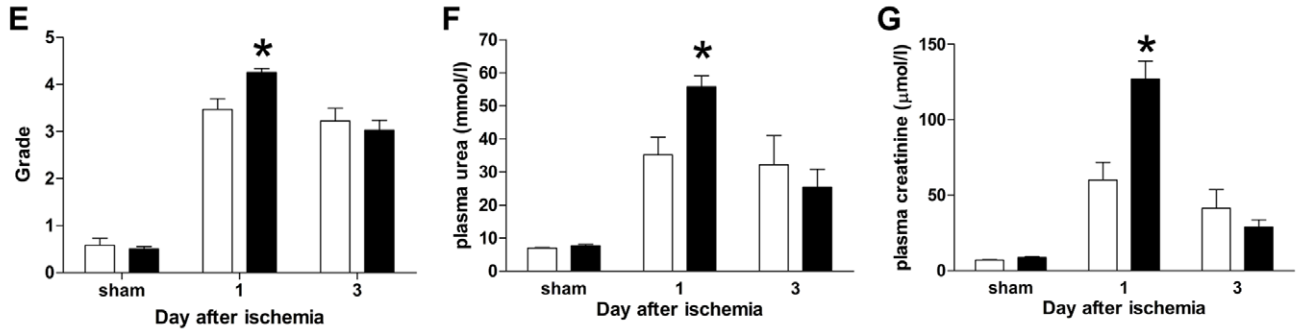 E
*
5
4
3
2
1
0
Grade
sham 1 3
Day after ischemia
F
*
70
60
50
40
30
20
10
0
plasma urea (mmol/l)
sham 1 3
Day after ischemia
G
*
150
100
50
0
plasma creatinine (μmol/l)
sham 1 3
Day after ischemia